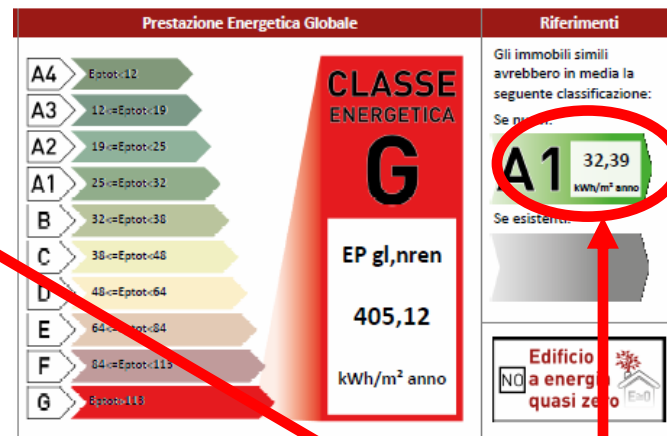 Prestazione Energetica Globale
A4 Eptot<12
A3 12<=Eptot<19
A2 19<=Eptot<25
A1 25<=Eptot<32
B 32<=Eptot<38
C 38<=Eptot<48
D 48<=Eptot<64
E 64<=Eptot<84
F 84<=Eptot<113
G
CLASSE
ENERGETICA
G
EP gl,nren
405,12
kWh/m² anno
Riferimenti
Gli immobili simili
avrebbero in media la
seguente classificazione:
Se nuovi:
A1 32,39
kWh/m² anno
Se esistenti:
NO
Edificio
a energia
quasi zero
E≥0